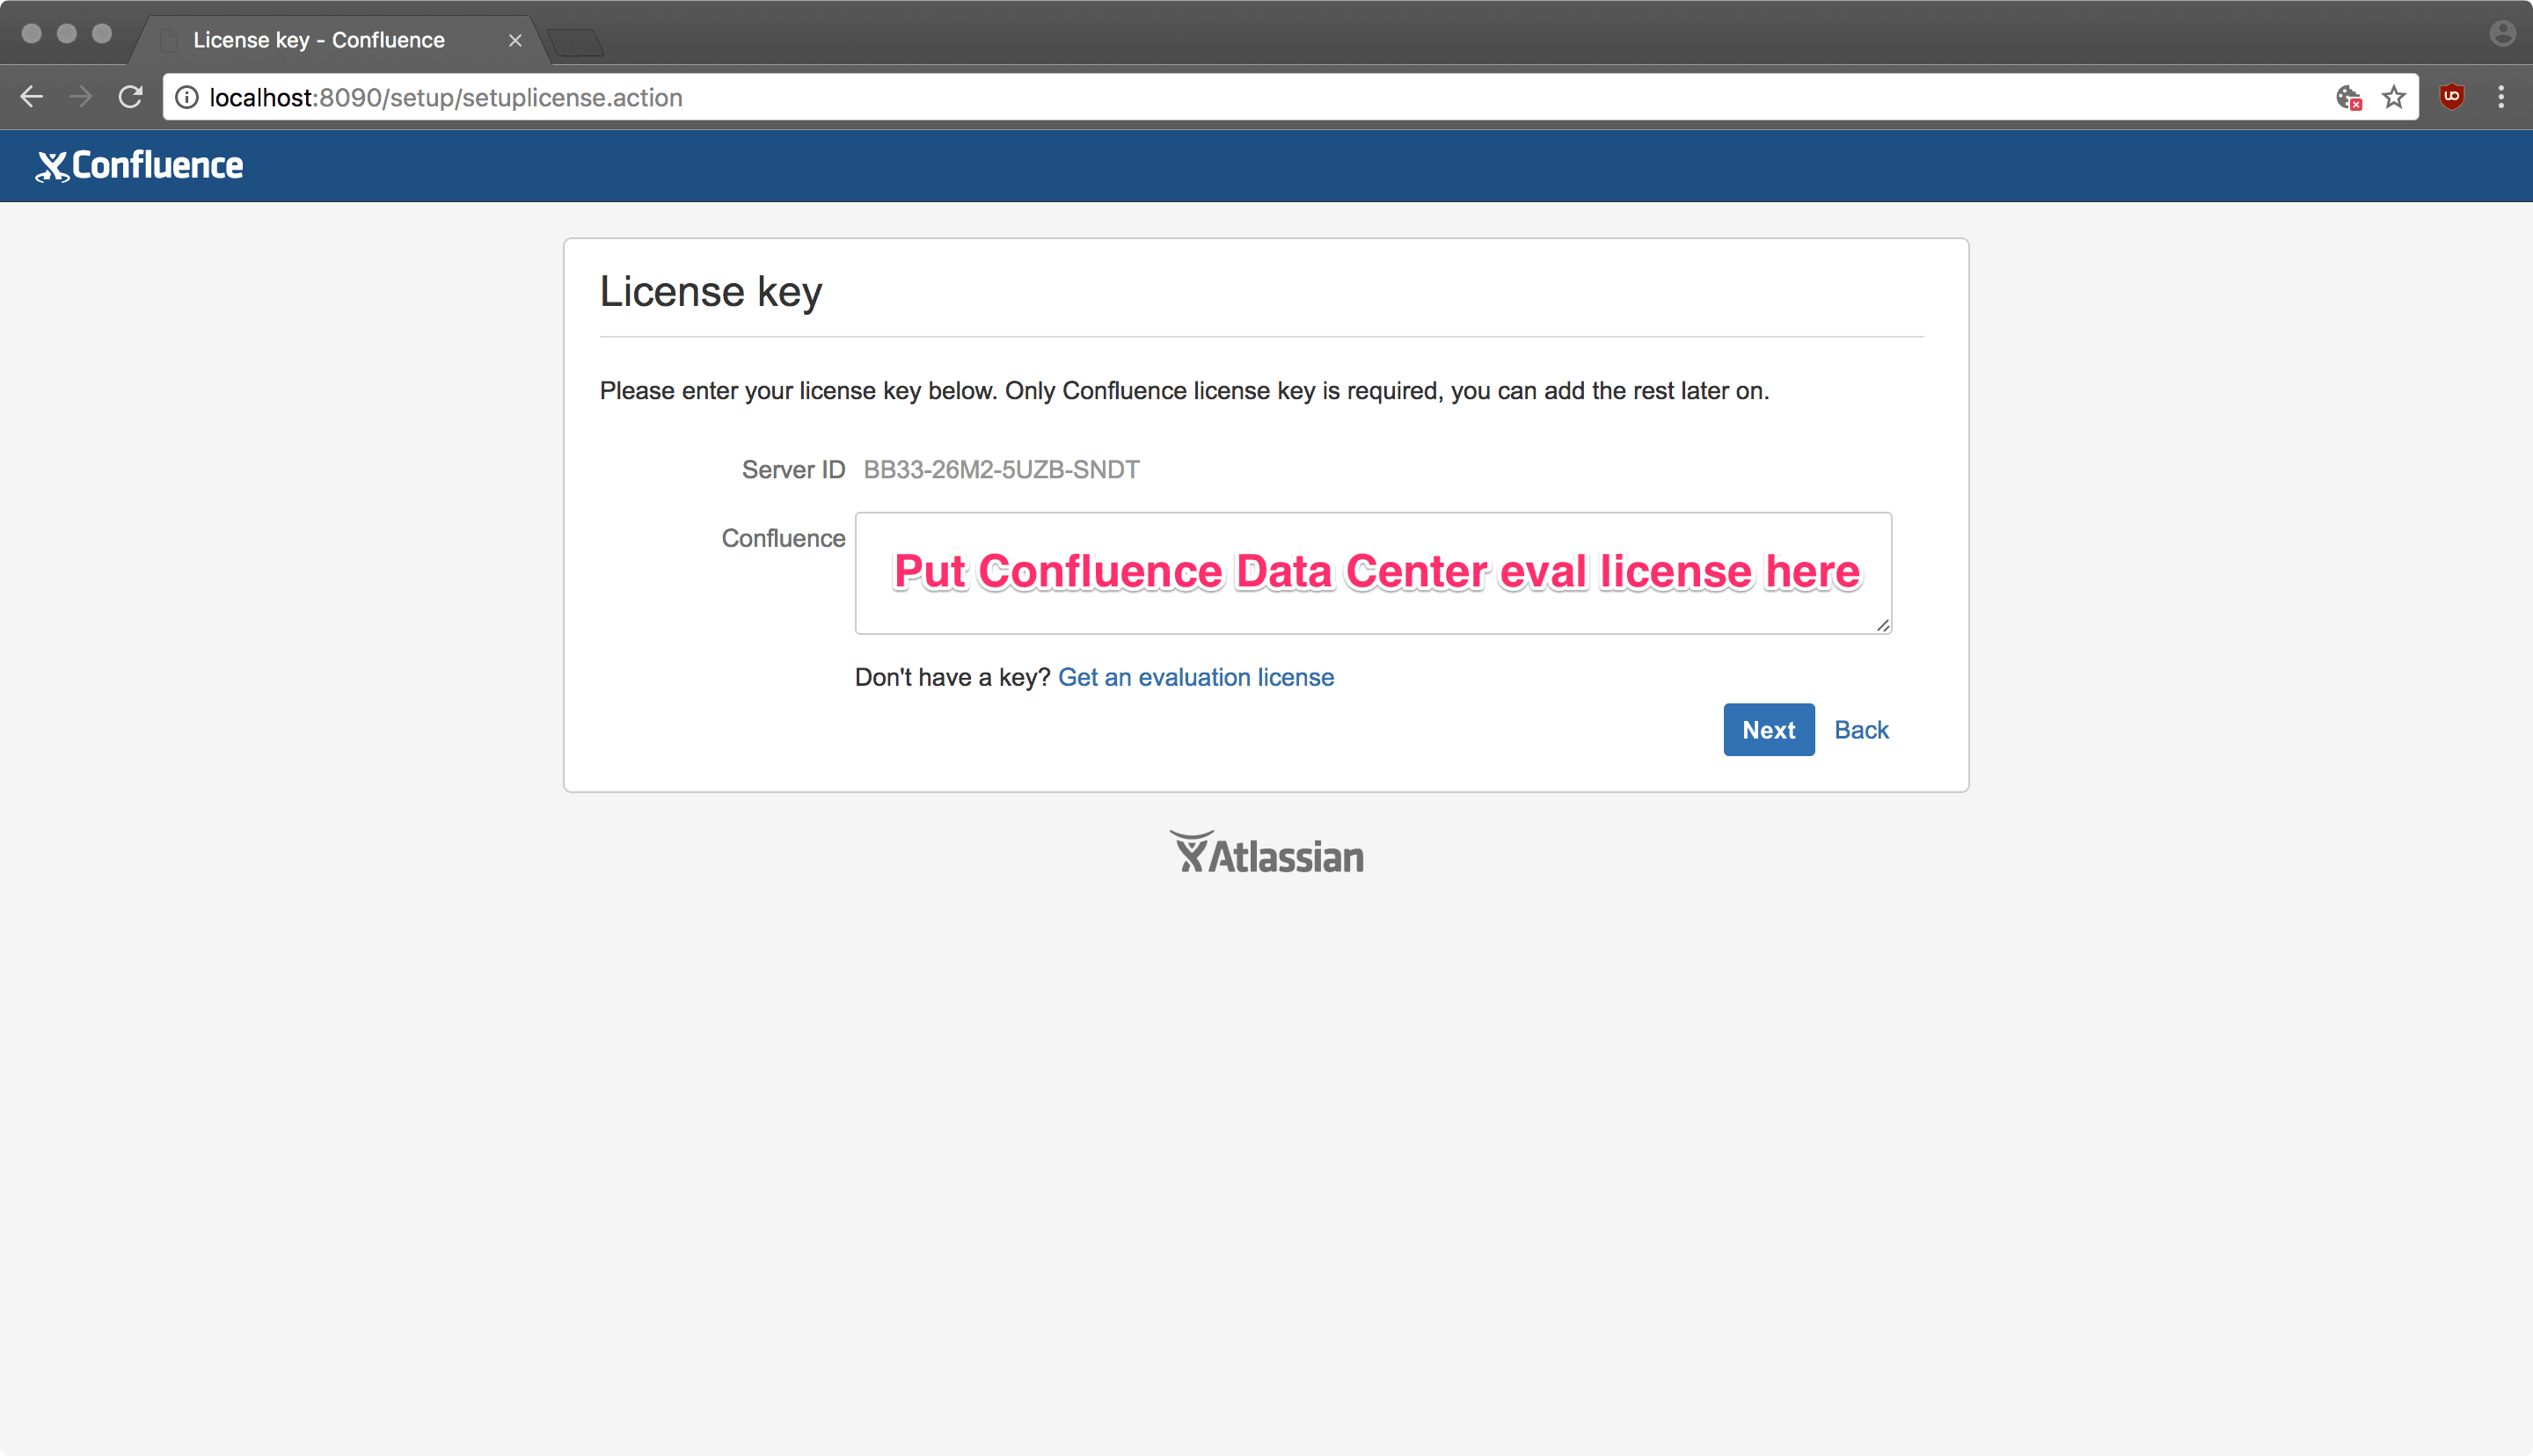 License key - Confluence
localhost:8090/setup/setuplicense.action
Confluence
License key
Please enter your license key below. Only Confluence license key is required, you can add the rest later on.
Server ID BB33-26M2-5UZB-SNDT
Confluence
Put Confluence Data Center eval license here
Don't have a key? Get an evaluation license
Next Back
Atlassian